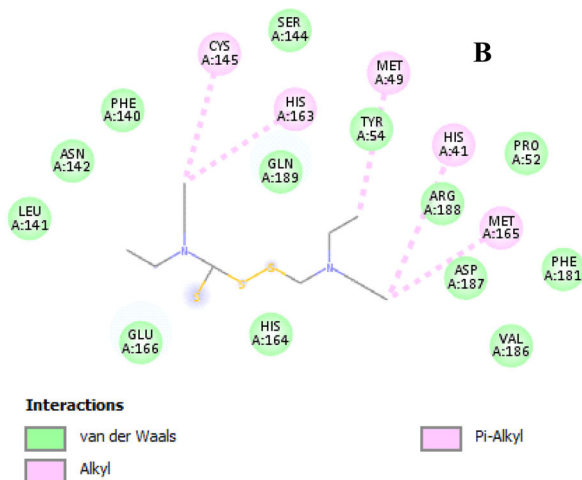 SER
A:144
CYS
A:145
B
MET
A:49
PHE
A:140
HIS
A:163
TYR
A:54
HIS
A:41
PRO
A:52
ASN
A:142
GLN
A:189
ARG
A:188
LEU
A:141
MET
A:165
N
S
S
N
S
ASP
A:187
PHE
A:181
GLU
A:166
HIS
A:164
VAL
A:186
Interactions
van der Waals
Pi-Alkyl
Alkyl